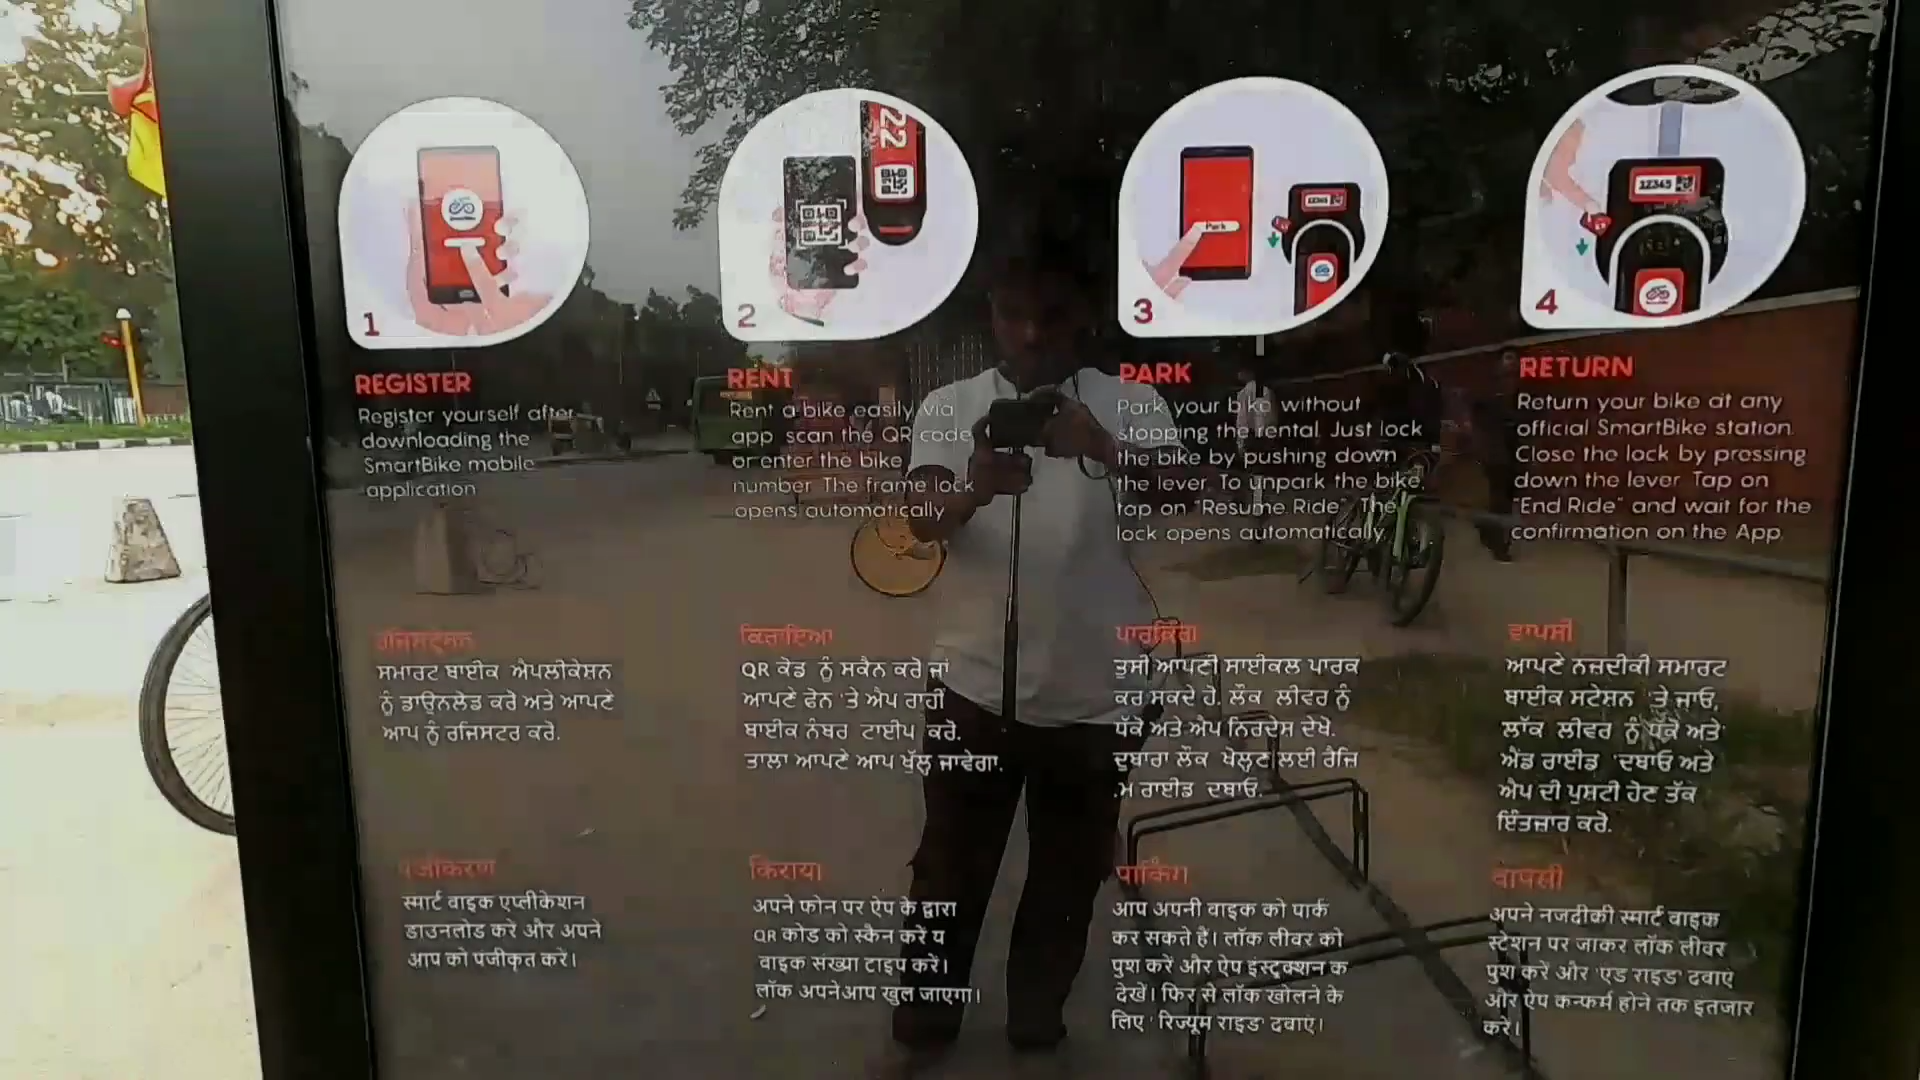 22
Park
12345
12345
1
2
3
4
REGISTER
Register yourself after
downloading the
SmartBike mobile
application
RENT
Rent a bike easily via
app scan the QR code
or enter the bike
number The frame lock
opens automatically
PARK
Park your bike without
stopping the rental Just lock
the bike by pushing down
the lever. To unpark the bike,
tap on "Resume Ride". The
lock opens automatically.
RETURN
Return your bike at any
official SmartBike station.
Close the lock by pressing
down the lever Tap on
"End Ride" and wait for the
confirmation on the App.
ਰਜਿਸਟ੍ਰੇਸ਼ਨ
ਸਮਾਰਟ ਬਾਈਕ ਐਪਲੀਕੇਸ਼ਨ
ਨੂੰ ਡਾਉਨਲੋਡ ਕਰੋ ਅਤੇ ਆਪਣੇ
ਆਪ ਨੂੰ ਰਜਿਸਟਰ ਕਰੋ.
ਕਿਰਾਇਆ
QR ਕੋਡ ਨੂੰ ਸਕੈਨ ਕਰੋ ਜਾਂ
ਆਪਣੇ ਫੋਨ 'ਤੇ ਐਪ ਰਾਹੀਂ
ਬਾਈਕ ਨੰਬਰ ਟਾਈਪ ਕਰੋ.
ਤਾਲਾ ਆਪਣੇ ਆਪ ਖੁੱਲ੍ਹ ਜਾਵੇਗਾ.
ਪਾਰਕਿੰਗ
ਤੁਸੀਂ ਆਪਣੀ ਸਾਈਕਲ ਪਾਰਕ
ਕਰ ਸਕਦੇ ਹੋ. ਲੌਕ ਲੀਵਰ ਨੂੰ
ਧੱਕੋ ਅਤੇ ਐਪ ਨਿਰਦੇਸ਼ ਦੇਖੋ.
ਦੁਬਾਰਾ ਲੌਕ ਖੋਲ੍ਹਣ ਲਈ ਰੈਜ਼ਿ
.ਮ ਰਾਈਡ ਦਬਾਓ.
ਵਾਪਸੀ
ਆਪਣੇ ਨਜ਼ਦੀਕੀ ਸਮਾਰਟ
ਬਾਈਕ ਸਟੇਸ਼ਨ 'ਤੇ ਜਾਓ,
ਲਾੱਕ ਲੀਵਰ ਨੂੰ ਧੱਕੋ ਅਤੇ
ਐਂਡ ਰਾਈਡ 'ਦਬਾਓ ਅਤੇ
ਐਪ ਦੀ ਪੁਸ਼ਟੀ ਹੋਣ ਤੱਕ
ਇੰਤਜ਼ਾਰ ਕਰੋ.
पंजीकरण
स्मार्ट बाइक एप्लीकेशन
डाउनलोड करें और अपने
आप को पंजीकृत करें।
किराया
अपने फोन पर ऐप के द्वारा
QR कोड को स्कैन करें य
बाइक संख्या टाइप करें।
लॉक अपनेआप खुल जाएगा।
पार्किंग
आप अपनी बाइक को पार्क
कर सकते हैं। लॉक लीवर को
पुश करें और ऐप इंस्ट्रक्शन क
देखें। फिर से लॉक खोलने के
लिए ' रिज्यूम राइड' दबाएं।
वापसी
अपने नजदीकी स्मार्ट बाइक
स्टेशन पर जाकर लॉक लीवर
पुश करें और 'एंड राइड' दबाएं
और ऐप कन्फर्म होने तक इंतजार
करें।